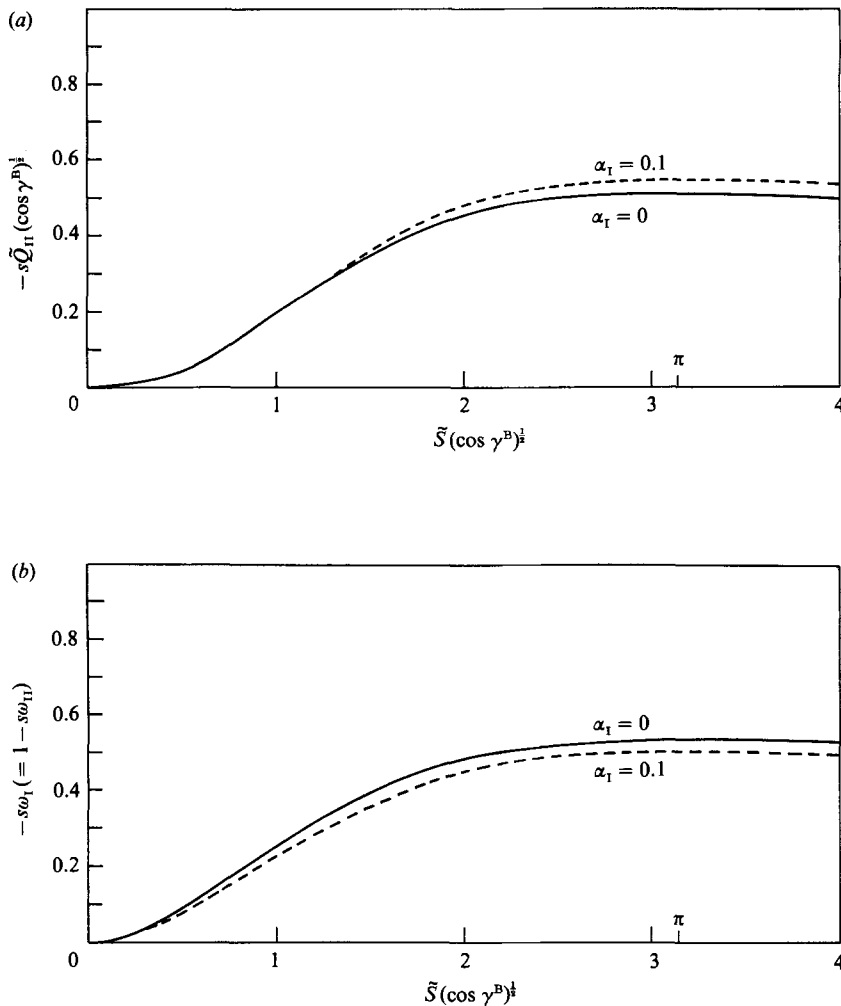 (a)
0.8
0.6
0.4
0.2
0
−sQ̃_II (cos γ^B)^½
α_I = 0.1
α_I = 0
π
1 2 3 4
S̃(cos γ^B)^½
(b)
0.8
0.6
0.4
0.2
0
−sω_I (= 1 − sω_II)
α_I = 0
α_I = 0.1
π
1 2 3 4
S̃(cos γ^B)^½